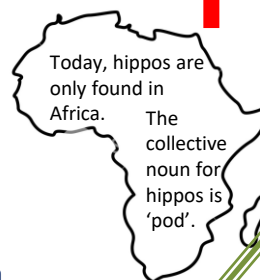 Today, hippos are
only found in
Africa.
The
collective
noun for
hippos is
‘pod’.